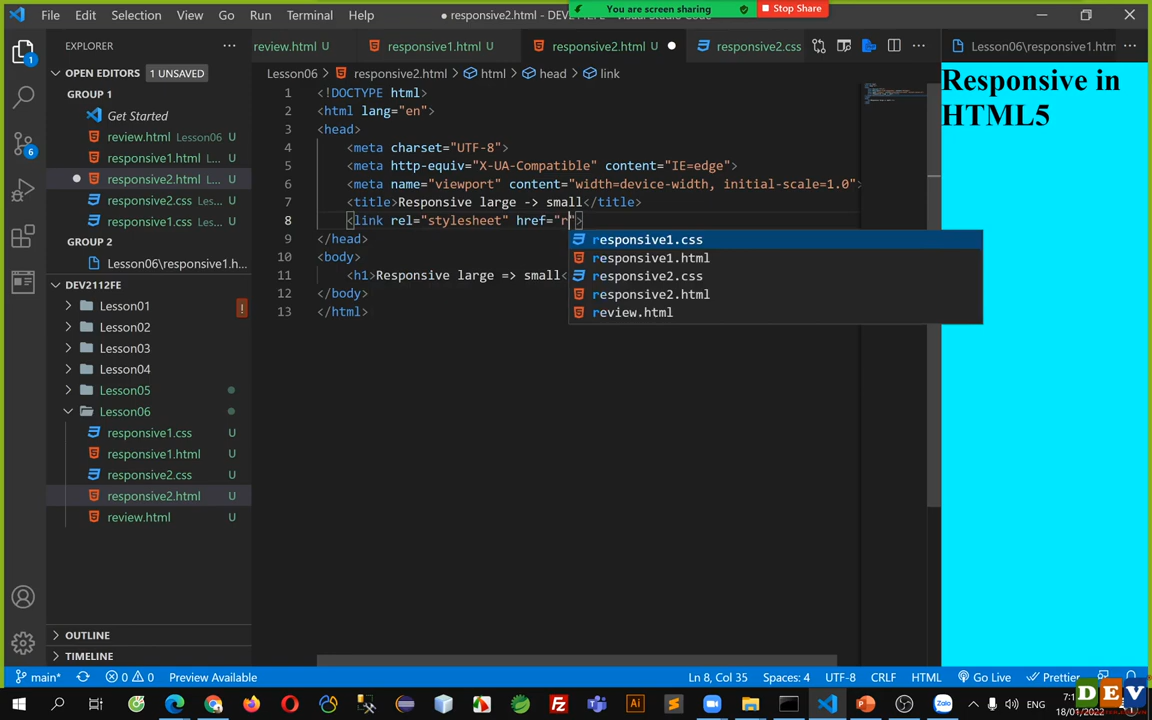 File Edit Selection View Go Run Terminal Help
● responsive2.html - DEV2112FE - Visual Studio Code
You are screen sharing
Stop Share
EXPLORER
review.html U
responsive1.html U
responsive2.html U
responsive2.css
Lesson06\responsive1.htm
OPEN EDITORS 1 UNSAVED
Lesson06 > responsive2.html > html > head > link
GROUP 1
Get Started
review.html Lesson06 U
responsive1.html L... U
responsive2.html L... U
responsive2.css L... U
responsive1.css L... U
GROUP 2
Lesson06\responsive1.h...
DEV2112FE
Lesson01
Lesson02
Lesson03
Lesson04
Lesson05
Lesson06
responsive1.css U
responsive1.html U
responsive2.css U
responsive2.html U
review.html U
OUTLINE
TIMELINE
1 <!DOCTYPE html>
2 <html lang="en">
3 <head>
4 <meta charset="UTF-8">
5 <meta http-equiv="X-UA-Compatible" content="IE=edge">
6 <meta name="viewport" content="width=device-width, initial-scale=1.0">
7 <title>Responsive large -> small</title>
8 <link rel="stylesheet" href="r">
9 </head>
10 <body>
11 <h1>Responsive large => small<
12 </body>
13 </html>
responsive1.css
responsive1.html
responsive2.css
responsive2.html
review.html
Responsive in
HTML5
main* 0 0 Preview Available
Ln 8, Col 35 Spaces: 4 UTF-8 CRLF HTML Go Live Prettier
1
6
ENG
18/01/2022
DEV